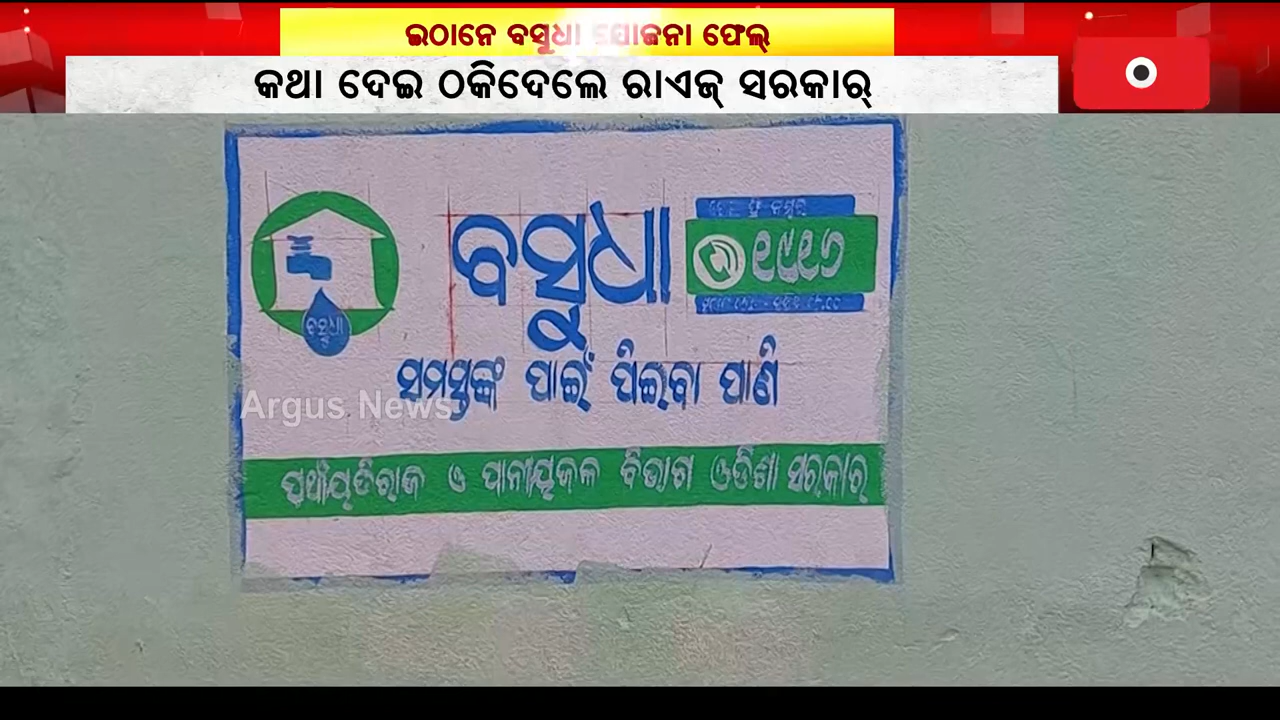 ଇଠାନେ ବସୁଧା ଯୋଜନା ଫେଲ୍
କଥା ଦେଇ ଠକିଦେଲେ ରାଏଜ୍ ସରକାର୍
ବସୁଧା
୧୯୧୬
ବସୁଧା
ସମସ୍ତଙ୍କ ପାଇଁ ପିଇବା ପାଣି
Argus News
ପଞ୍ଚାୟତିରାଜ ଓ ପାନୀୟଜଳ ବିଭାଗ ଓଡିଶା ସରକାର